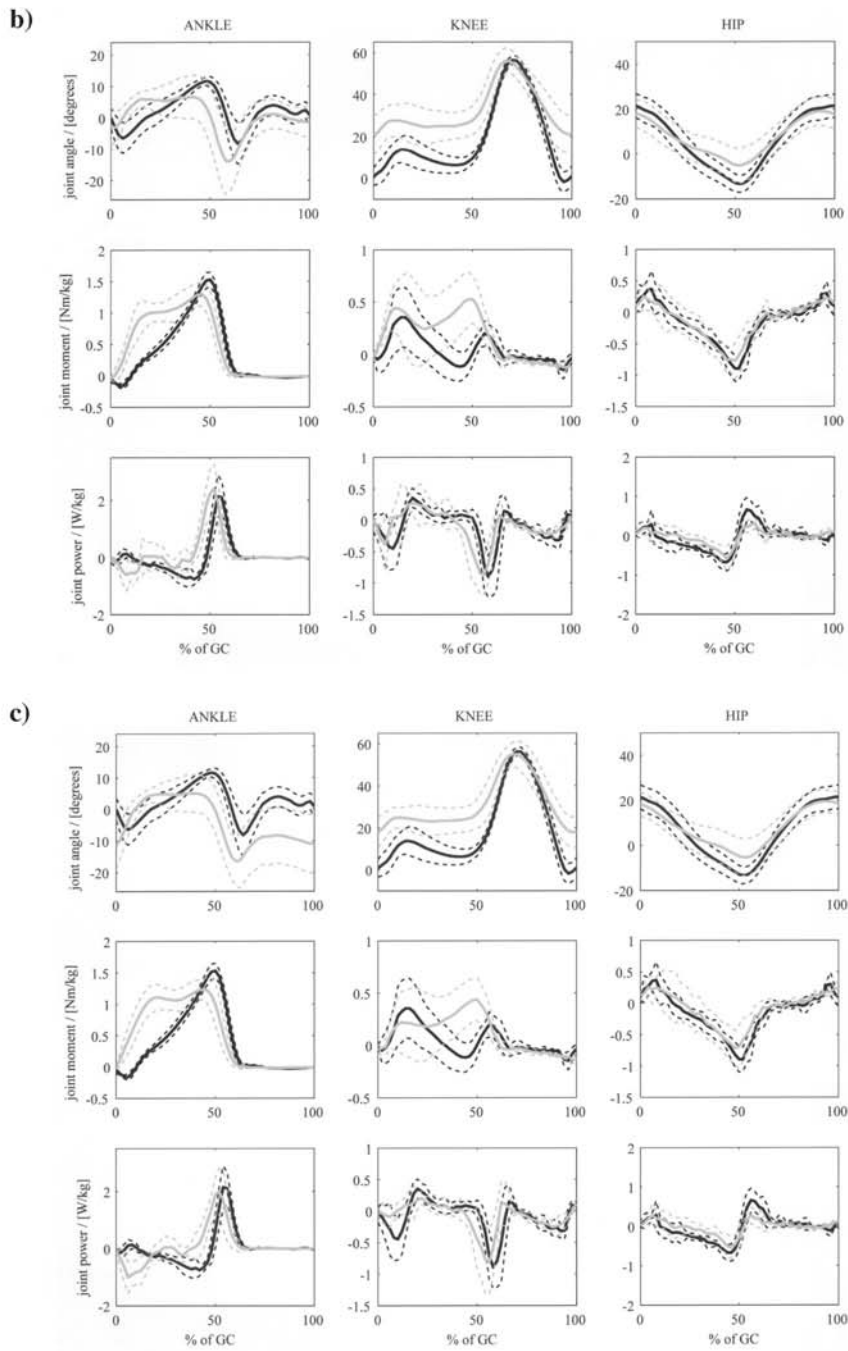 b)
ANKLE KNEE HIP
joint angle / [degrees]
20
10
0
-10
-20
0 50 100
60
40
20
0
0 50 100
40
20
0
-20
0 50 100
joint moment / [Nm/kg]
2
1.5
1
0.5
0
-0.5
0 50 100
1
0.5
0
-0.5
0 50 100
1
0.5
0
-0.5
-1
-1.5
0 50 100
joint power / [W/kg]
2
0
-2
0 50 100
% of GC
1
0.5
0
-0.5
-1
-1.5
0 50 100
% of GC
2
1
0
-1
-2
0 50 100
% of GC
c)
ANKLE KNEE HIP
joint angle / [degrees]
20
10
0
-10
-20
0 50 100
60
40
20
0
0 50 100
40
20
0
-20
0 50 100
joint moment / [Nm/kg]
2
1.5
1
0.5
0
-0.5
0 50 100
1
0.5
0
-0.5
0 50 100
1
0.5
0
-0.5
-1
-1.5
0 50 100
joint power / [W/kg]
2
0
-2
0 50 100
% of GC
1
0.5
0
-0.5
-1
-1.5
0 50 100
% of GC
2
1
0
-1
-2
0 50 100
% of GC